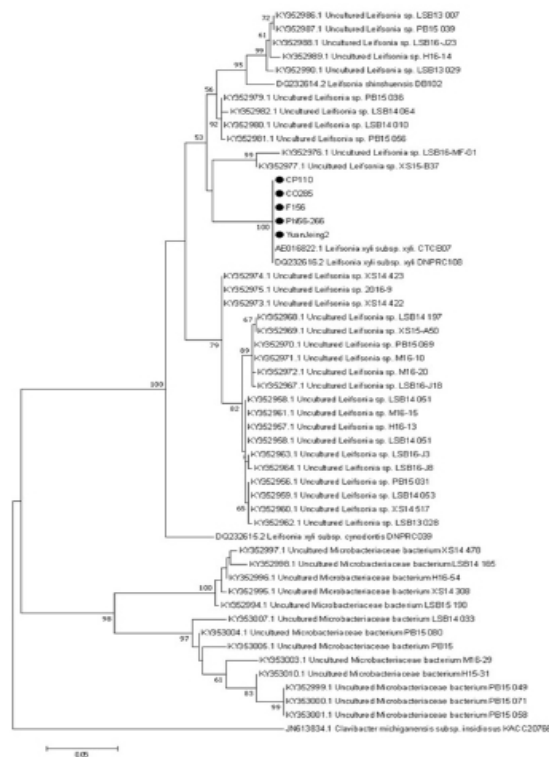 KY352986.1 Uncultured Leifsonia sp. LSB13 007
32
KY352987.1 Uncultured Leifsonia sp. PB15 039
61
KY352988.1 Uncultured Leifsonia sp. LSB16-J23
99
KY352989.1 Uncultured Leifsonia sp. H16-14
95
KY352990.1 Uncultured Leifsonia sp. LSB13 029
DQ232614.2 Leifsonia shinshuensis DB102
56
KY352979.1 Uncultured Leifsonia sp. PB15 036
KY352982.1 Uncultured Leifsonia sp. LSB14 064
92
KY352980.1 Uncultured Leifsonia sp. LSB14 010
53
KY352981.1 Uncultured Leifsonia sp. PB15 056
KY352976.1 Uncultured Leifsonia sp. LSB16-MF-01
99
KY352977.1 Uncultured Leifsonia sp. XS15-B37
CP110
CO285
F156
100
PN56-266
YuanJeing2
AE016822.1 Leifsonia xyli subsp. xyli. CTCB07
DQ232616.2 Leifsonia xyli subsp. xyli DNPRC108
KY352974.1 Uncultured Leifsonia sp. XS14 423
KY352975.1 Uncultured Leifsonia sp. 2016-9
KY352973.1 Uncultured Leifsonia sp. XS14 422
79
KY352968.1 Uncultured Leifsonia sp. LSB14 197
67
KY352969.1 Uncultured Leifsonia sp. XS15-A50
KY352970.1 Uncultured Leifsonia sp. PB15 069
89
KY352971.1 Uncultured Leifsonia sp. M16-10
KY352972.1 Uncultured Leifsonia sp. M16-20
KY352967.1 Uncultured Leifsonia sp. LSB16-J18
100
82
KY352958.1 Uncultured Leifsonia sp. LSB14 051
KY352961.1 Uncultured Leifsonia sp. M16-15
KY352957.1 Uncultured Leifsonia sp. H16-13
KY352958.1 Uncultured Leifsonia sp. LSB14 051
KY352963.1 Uncultured Leifsonia sp. LSB16-J3
KY352964.1 Uncultured Leifsonia sp. LSB16-J8
KY352956.1 Uncultured Leifsonia sp. PB15 031
KY352959.1 Uncultured Leifsonia sp. LSB14 053
65
KY352960.1 Uncultured Leifsonia sp. XS14 517
KY352962.1 Uncultured Leifsonia sp. LSB13 028
DQ232615.2 Leifsonia xyli subsp. cynodontis DNPRC039
KY352997.1 Uncultured Microbacteriaceae bacterium XS14 478
KY352998.1 Uncultured Microbacteriaceae bacterium LSB14 185
100
KY352996.1 Uncultured Microbacteriaceae bacterium H16-54
KY352995.1 Uncultured Microbacteriaceae bacterium XS14 308
98
KY352994.1 Uncultured Microbacteriaceae bacterium LSB15 190
KY353007.1 Uncultured Microbacteriaceae bacterium LSB14 033
97
KY353004.1 Uncultured Microbacteriaceae bacterium PB15 080
KY353005.1 Uncultured Microbacteriaceae bacterium PB15
KY353003.1 Uncultured Microbacteriaceae bacterium M16-29
61
KY353010.1 Uncultured Microbacteriaceae bacterium H15-31
83
KY352999.1 Uncultured Microbacteriaceae bacterium PB15 049
KY353000.1 Uncultured Microbacteriaceae bacterium PB15 071
99
KY353001.1 Uncultured Microbacteriaceae bacterium PB15 058
JN613834.1 Clavibacter michiganensis subsp. insidiosus KACC20766
0.05